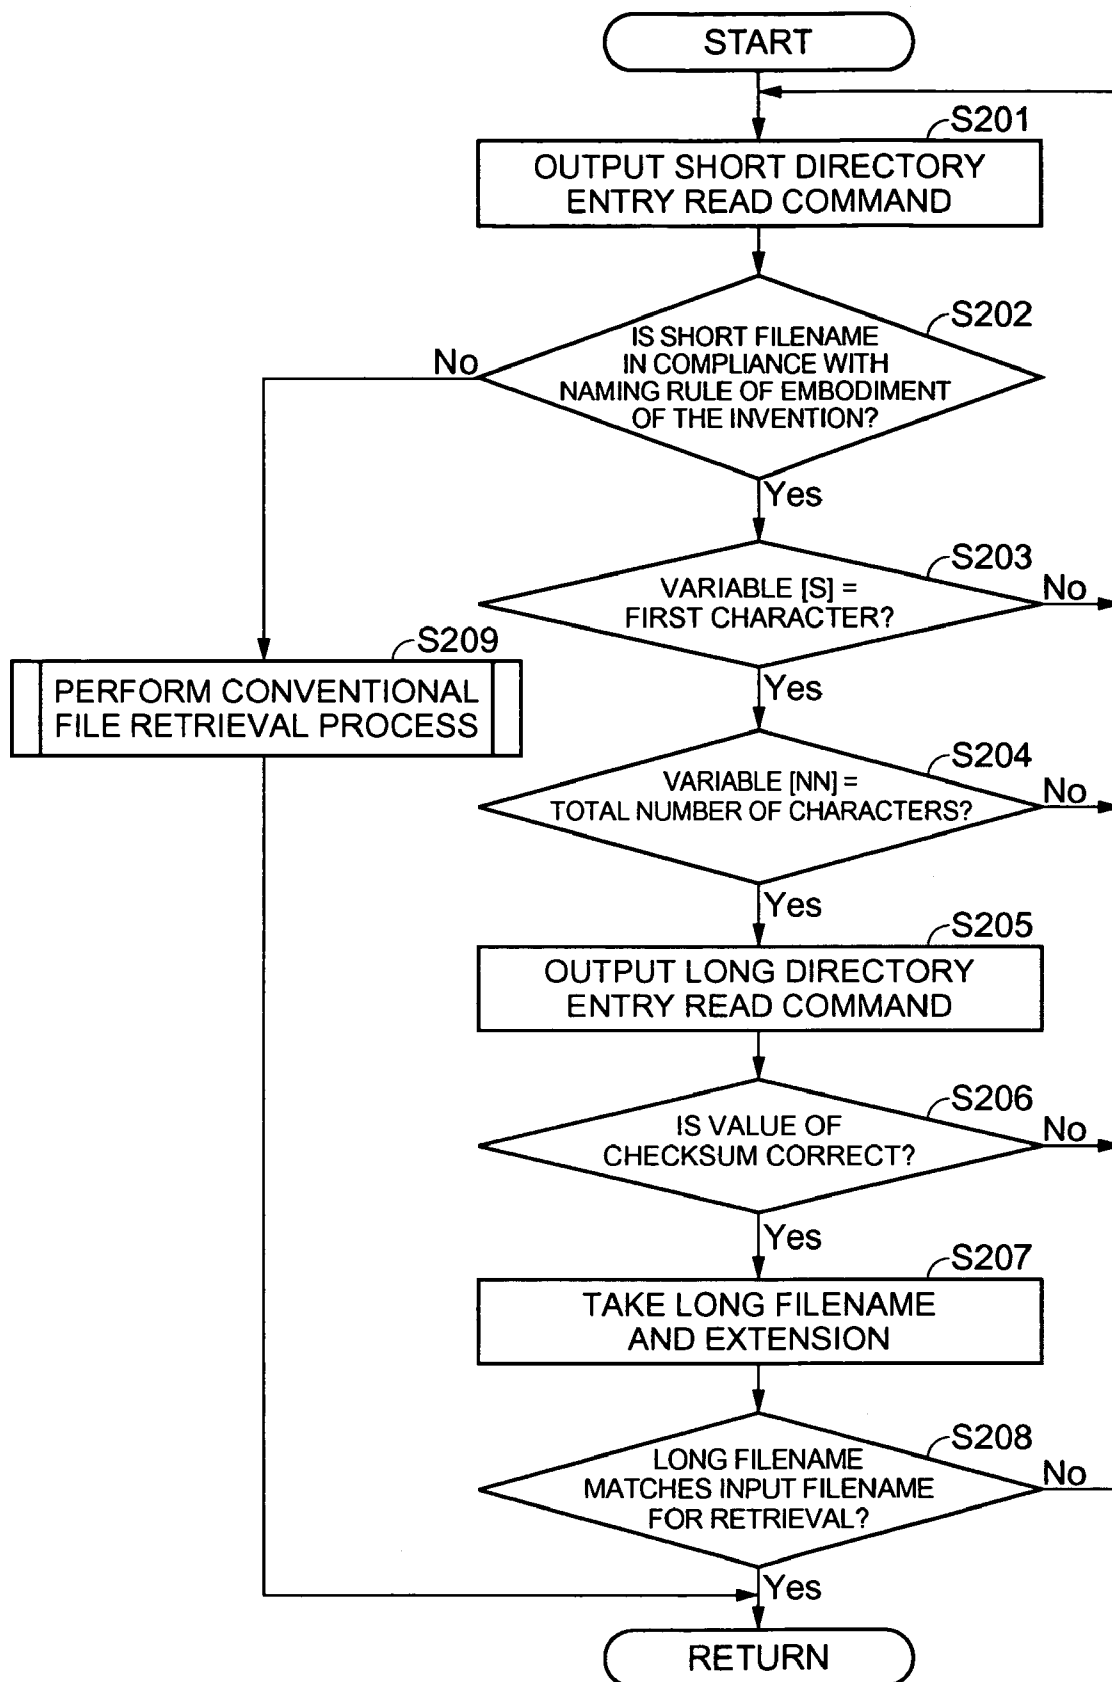 START
S201
OUTPUT SHORT DIRECTORY
ENTRY READ COMMAND
S202
IS SHORT FILENAME
IN COMPLIANCE WITH
NAMING RULE OF EMBODIMENT
OF THE INVENTION?
No
Yes
S203
VARIABLE [S] =
FIRST CHARACTER?
No
Yes
S209
PERFORM CONVENTIONAL
FILE RETRIEVAL PROCESS
S204
VARIABLE [NN] =
TOTAL NUMBER OF CHARACTERS?
No
Yes
S205
OUTPUT LONG DIRECTORY
ENTRY READ COMMAND
S206
IS VALUE OF
CHECKSUM CORRECT?
No
Yes
S207
TAKE LONG FILENAME
AND EXTENSION
S208
LONG FILENAME
MATCHES INPUT FILENAME
FOR RETRIEVAL?
No
Yes
RETURN